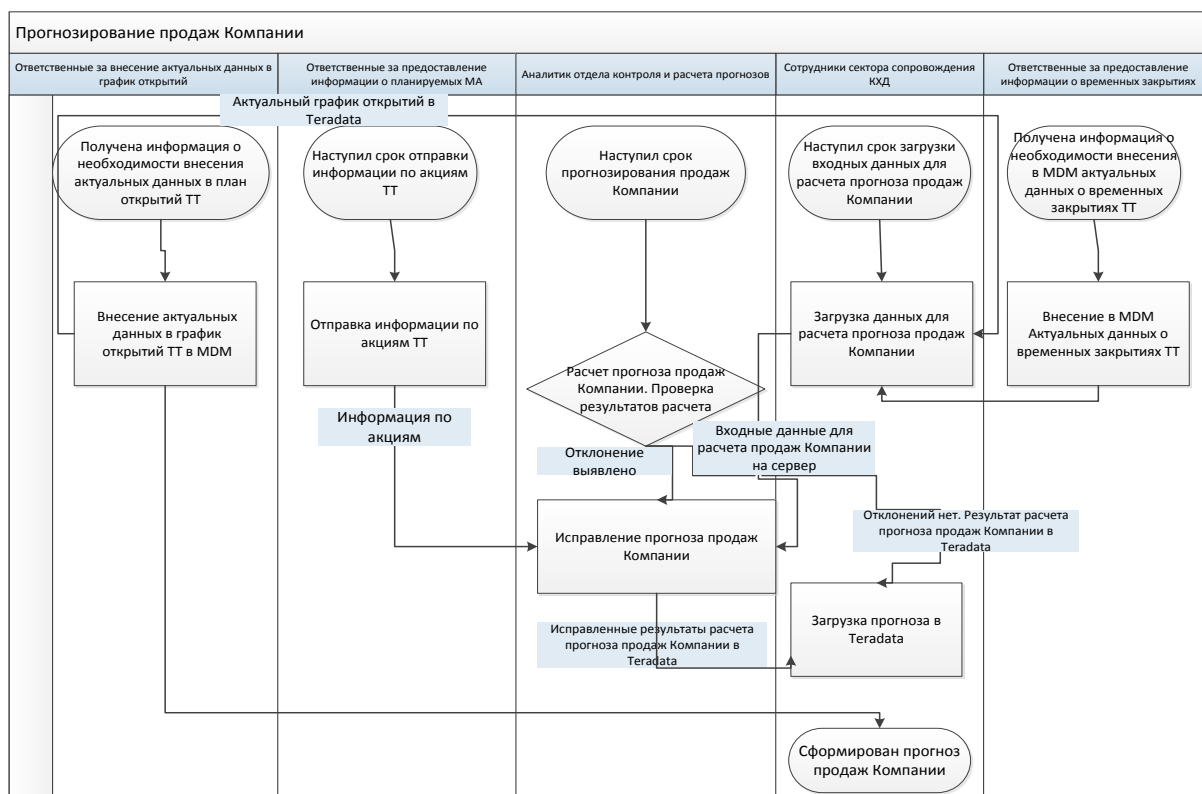 Прогнозирование продаж Компании
Ответственные за внесение актуальных данных в
график открытий
Ответственные за предоставление
информации о планируемых МА
Аналитик отдела контроля и расчета прогнозов
Сотрудники сектора сопровождения
КХД
Ответственные за предоставление
информации о временных закрытиях
Актуальный график открытий в
Teradata
Получена информация о
необходимости внесения
актуальных данных в план
открытий ТТ
Наступил срок отправки
информации по акциям ТТ
Наступил срок
прогнозирования продаж
Компании
Наступил срок загрузки
входных данных для
расчета прогноза продаж
Компании
Получена информация о
необходимости внесения
в MDM актуальных
данных о временных
закрытиях ТТ
Внесение актуальных
данных в график
открытий ТТ в MDM
Отправка информации по
акциям ТТ
Расчет прогноза продаж
Компании. Проверка
результатов расчета
Загрузка данных для
расчета прогноза продаж
Компании
Внесение в MDM
Актуальных данных о
временных закрытиях ТТ
Информация по
акциям
Отклонение
выявлено
Входные данные для
расчета продаж Компании
на сервер
Исправление прогноза продаж
Компании
Отклонений нет. Результат расчета
прогноза продаж Компании в
Teradata
Исправленные результаты расчета
прогноза продаж Компании в
Teradata
Загрузка прогноза в
Teradata
Сформирован прогноз
продаж Компании